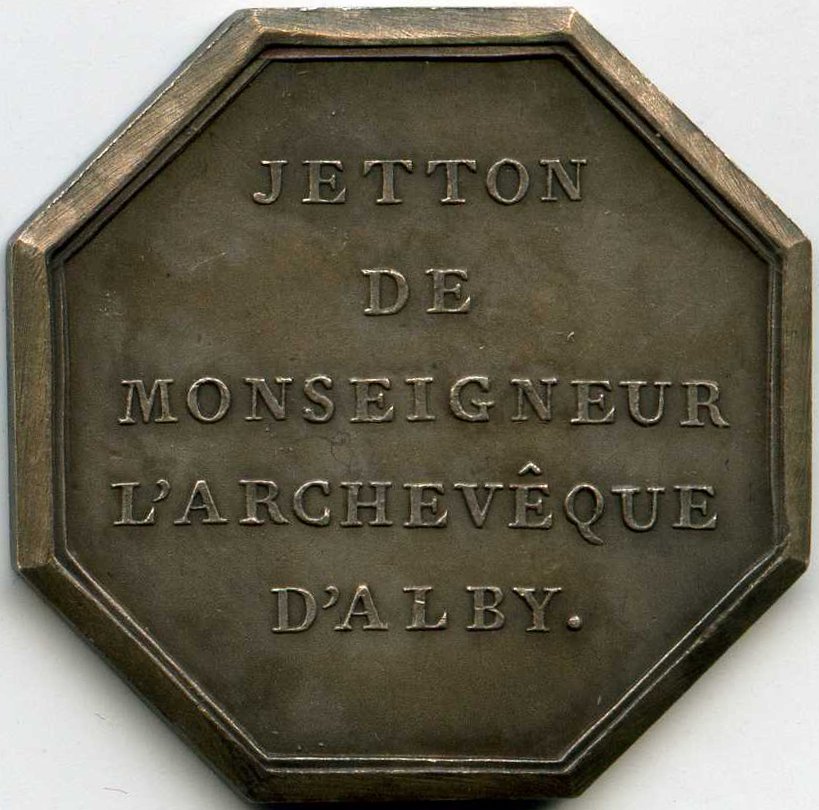 JETTON
DE
MONSEIGNEUR
L'ARCHEVÊQUE
D'ALBY.